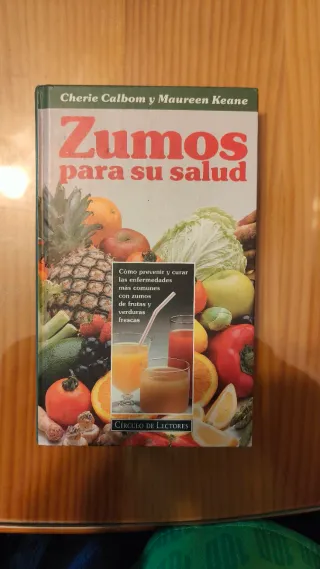 Cherie Calbom y Maureen Keane
Zumos
para su salud
Cómo prevenir y curar
las enfermedades
más comunes
con zumos
de frutas y
verduras
frescas
CÍRCULO DE LECTORES